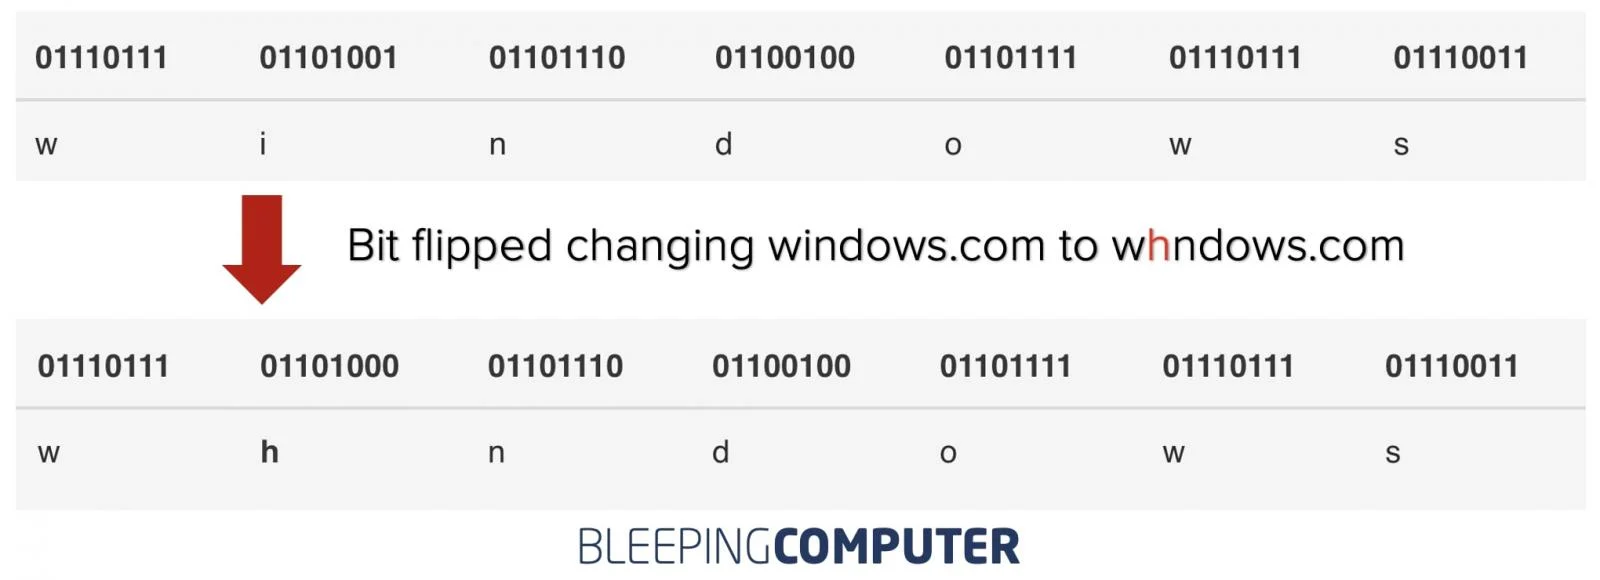 01110111 01101001 01101110 01100100 01101111 01110111 01110011
w i n d o w s
Bit flipped changing windows.com to whndows.com
01110111 01101000 01101110 01100100 01101111 01110111 01110011
w h n d o w s
BLEEPINGCOMPUTER